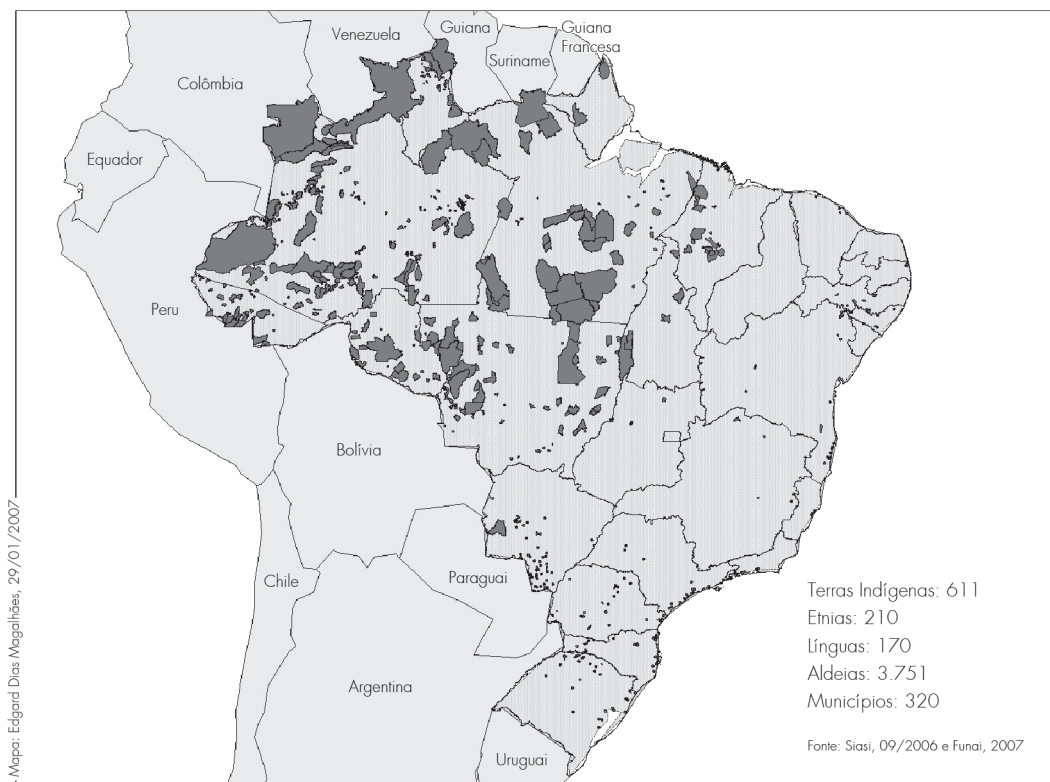 Venezuela
Guiana
Guiana
Francesa
Suriname
Colômbia
Equador
Peru
Bolívia
Paraguai
Chile
Argentina
Uruguai
Terras Indígenas: 611
Etnias: 210
Línguas: 170
Aldeias: 3.751
Municípios: 320
Fonte: Siasi, 09/2006 e Funai, 2007
Mapa: Edgard Dias Magalhães, 29/01/2007